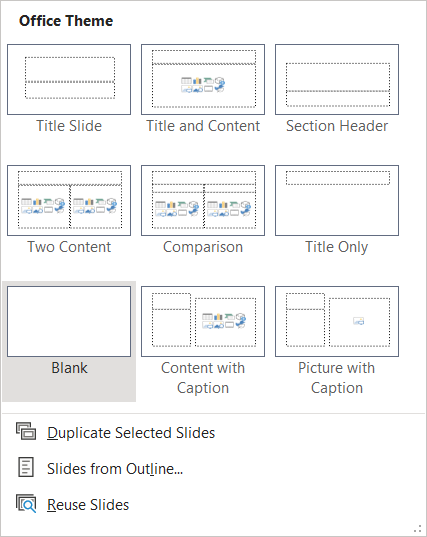 Office Theme
Title Slide
Title and Content
Section Header
Two Content
Comparison
Title Only
Blank
Content with
Caption
Picture with
Caption
Duplicate Selected Slides
Slides from Outline...
Reuse Slides